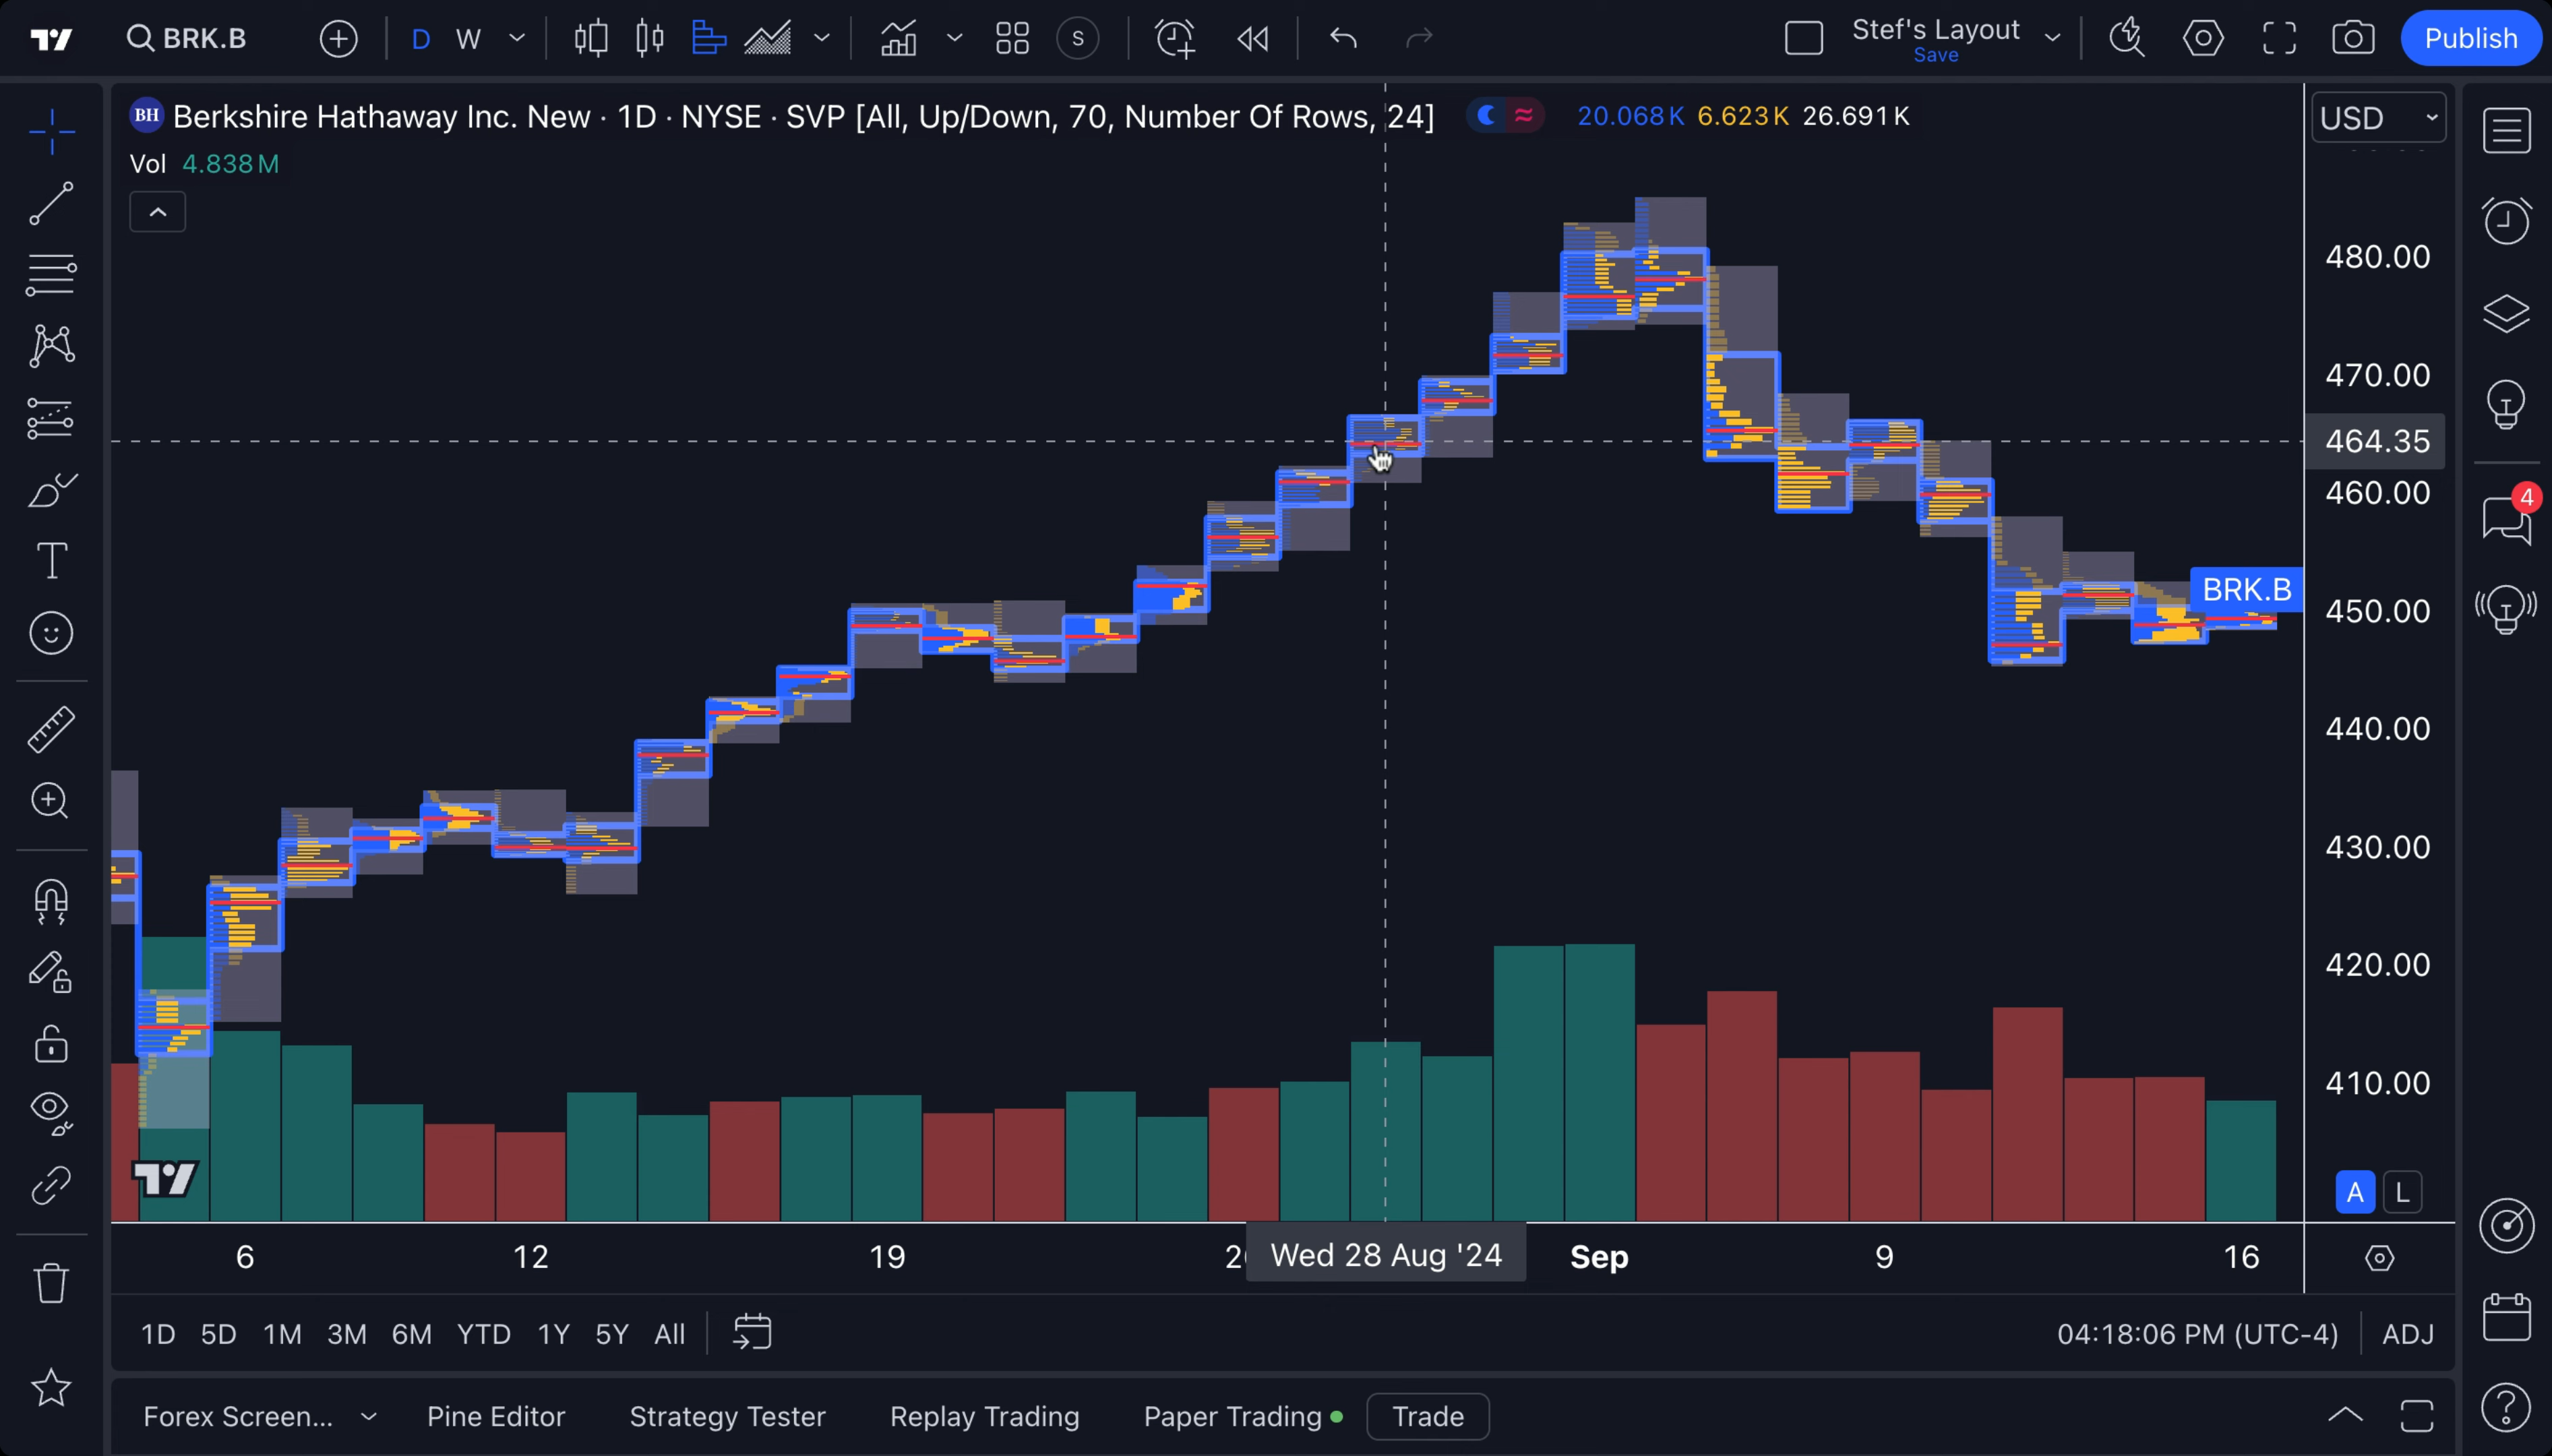 BRK.B
D W
S
Stef's Layout
Save
Publish
BH Berkshire Hathaway Inc. New · 1D · NYSE · SVP [All, Up/Down, 70, Number Of Rows, 24] 20.068K 6.623K 26.691K
USD
Vol 4.838M
480.00
470.00
464.35
460.00
4
BRK.B
450.00
440.00
430.00
420.00
410.00
A L
6 12 19 Wed 28 Aug '24 Sep 9 16
1D 5D 1M 3M 6M YTD 1Y 5Y All
04:18:06 PM (UTC-4) ADJ
Forex Screen... Pine Editor Strategy Tester Replay Trading Paper Trading Trade